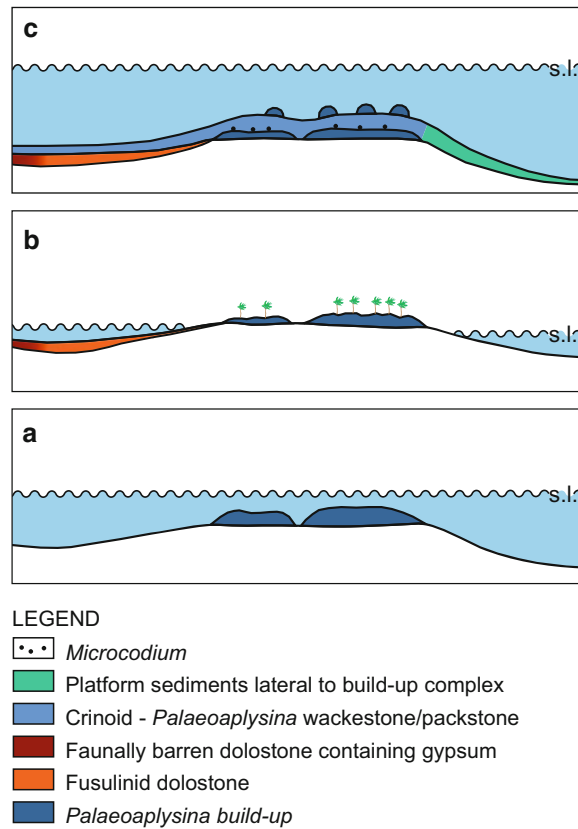 c
s.l.
b
s.l.
a
s.l.
LEGEND
Microcodium
Platform sediments lateral to build-up complex
Crinoid - Palaeoaplysina wackestone/packstone
Faunally barren dolostone containing gypsum
Fusulinid dolostone
Palaeoaplysina build-up